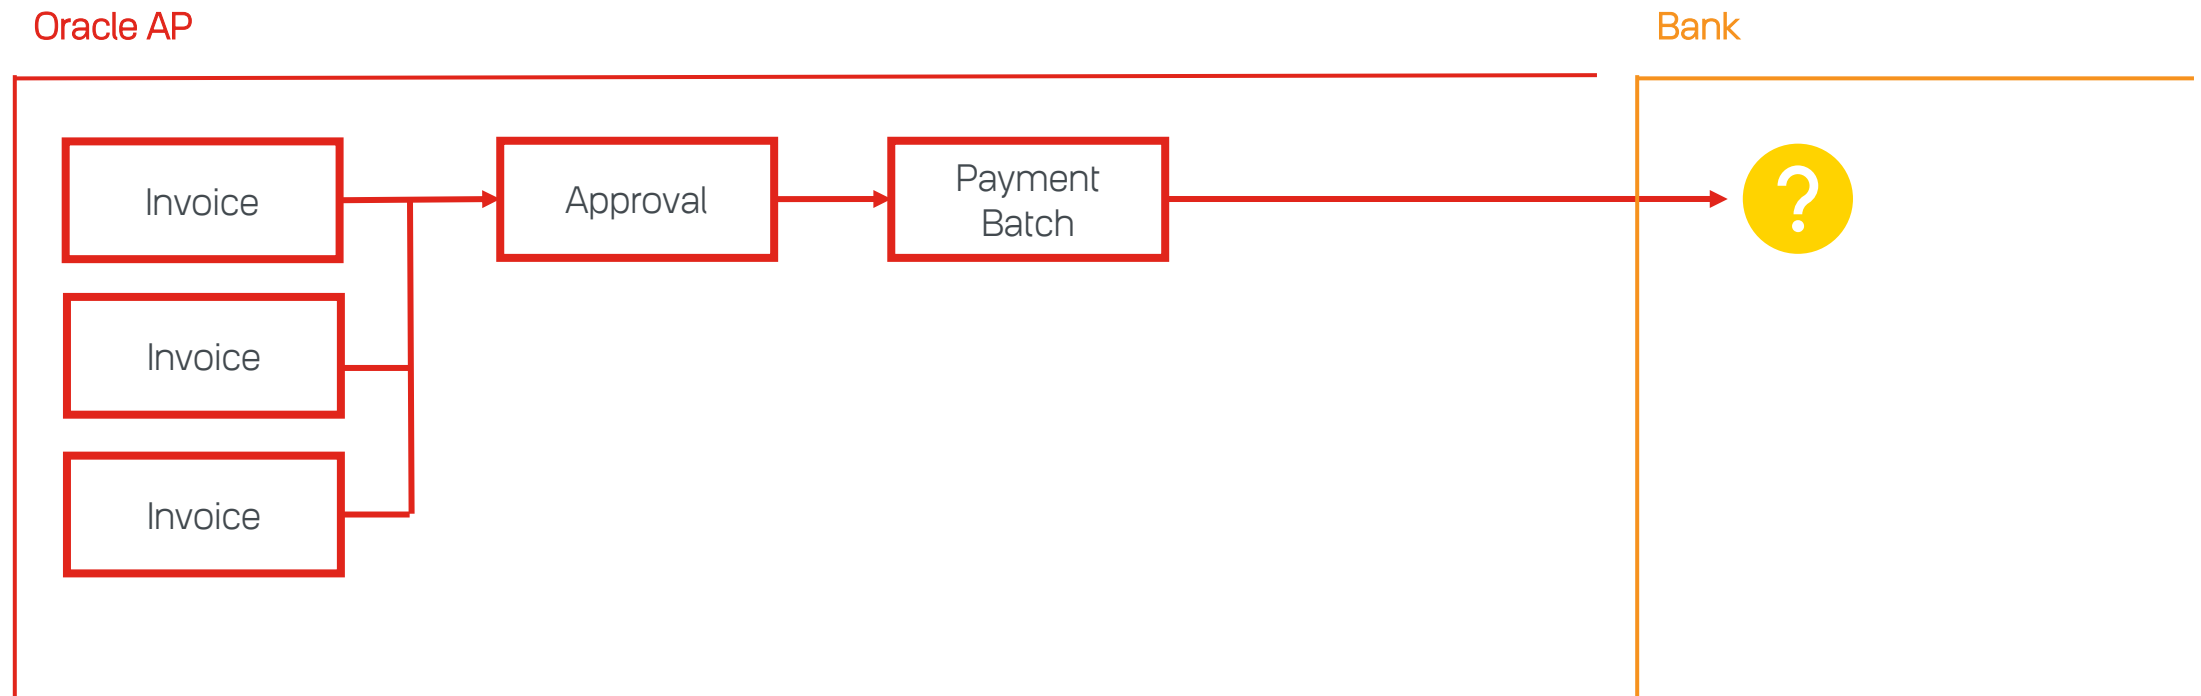 Oracle AP
Bank
Invoice
Approval
Payment
Batch
?
Invoice
Invoice